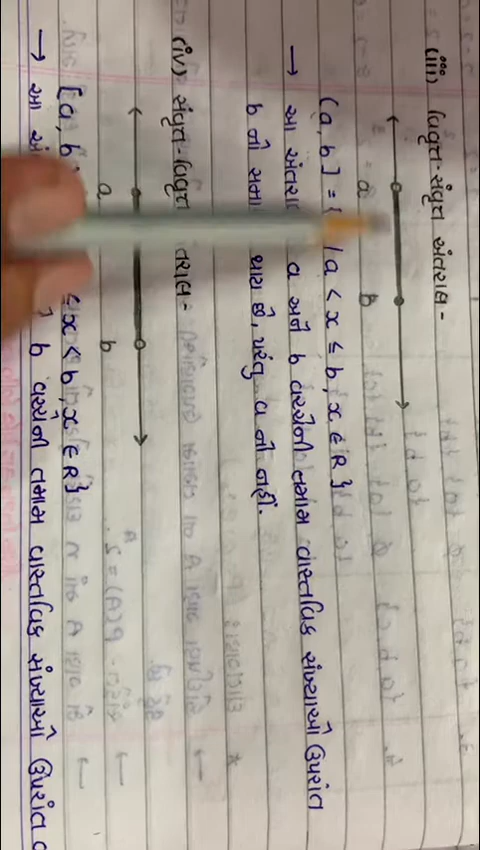 (iii) વિવૃત-સંવૃત અંતરાલ -
a b
(a, b] = { | a < x ≤ b, x ∈ R}
→ આ અંતરા a અને b વચ્ચેની તમામ વાસ્તવિક સંખ્યાઓ ઉપરાંત
b નો સમા થાય છે, પરંતુ a નો નહીં.
(iv) સંવૃત-વિવૃત તરાલ -
a b
[a, b ≤ x < b, x ∈ R}
→ આ અં b વચ્ચેની તમામ વાસ્તવિક સંખ્યાઓ ઉપરાંત